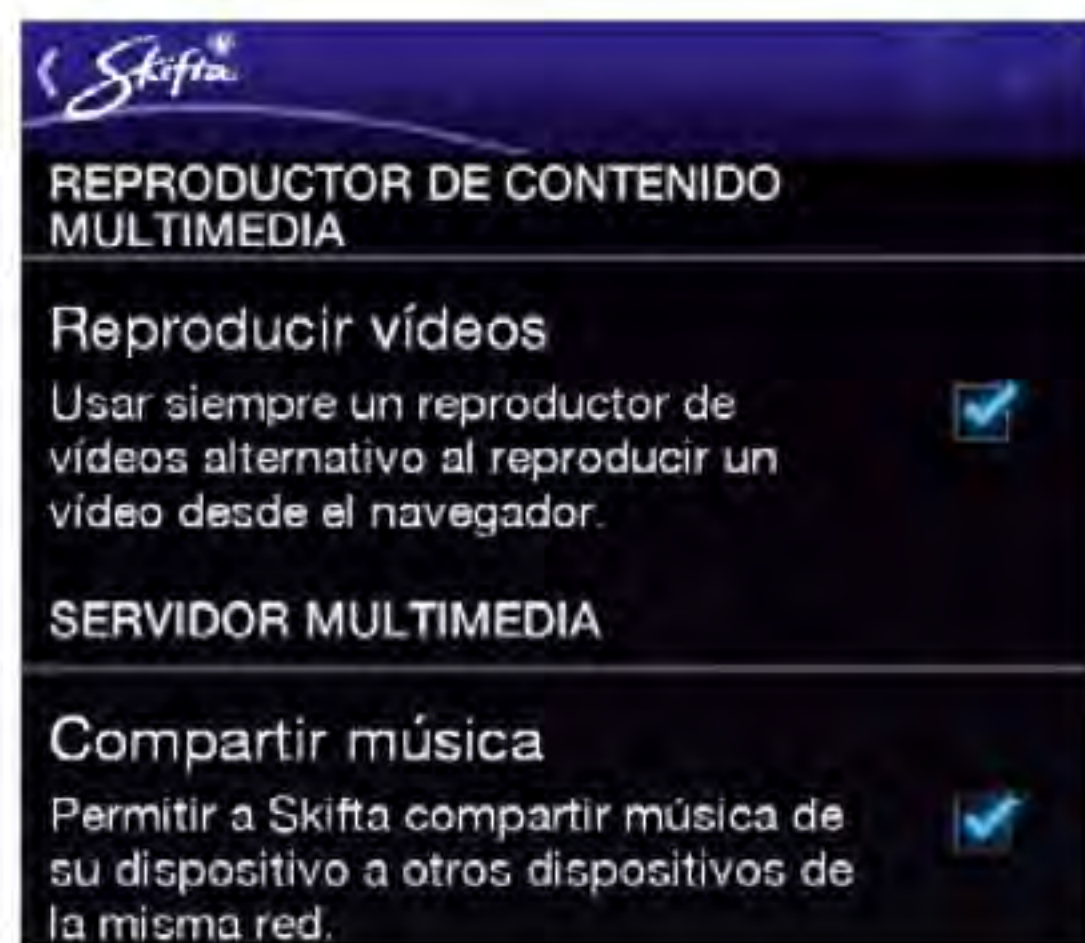 Skifta
REPRODUCTOR DE CONTENIDO
MULTIMEDIA
Reproducir vídeos
Usar siempre un reproductor de
vídeos alternativo al reproducir un
vídeo desde el navegador.
SERVIDOR MULTIMEDIA
Compartir música
Permitir a Skifta compartir música de
su dispositivo a otros dispositivos de
la misma red.